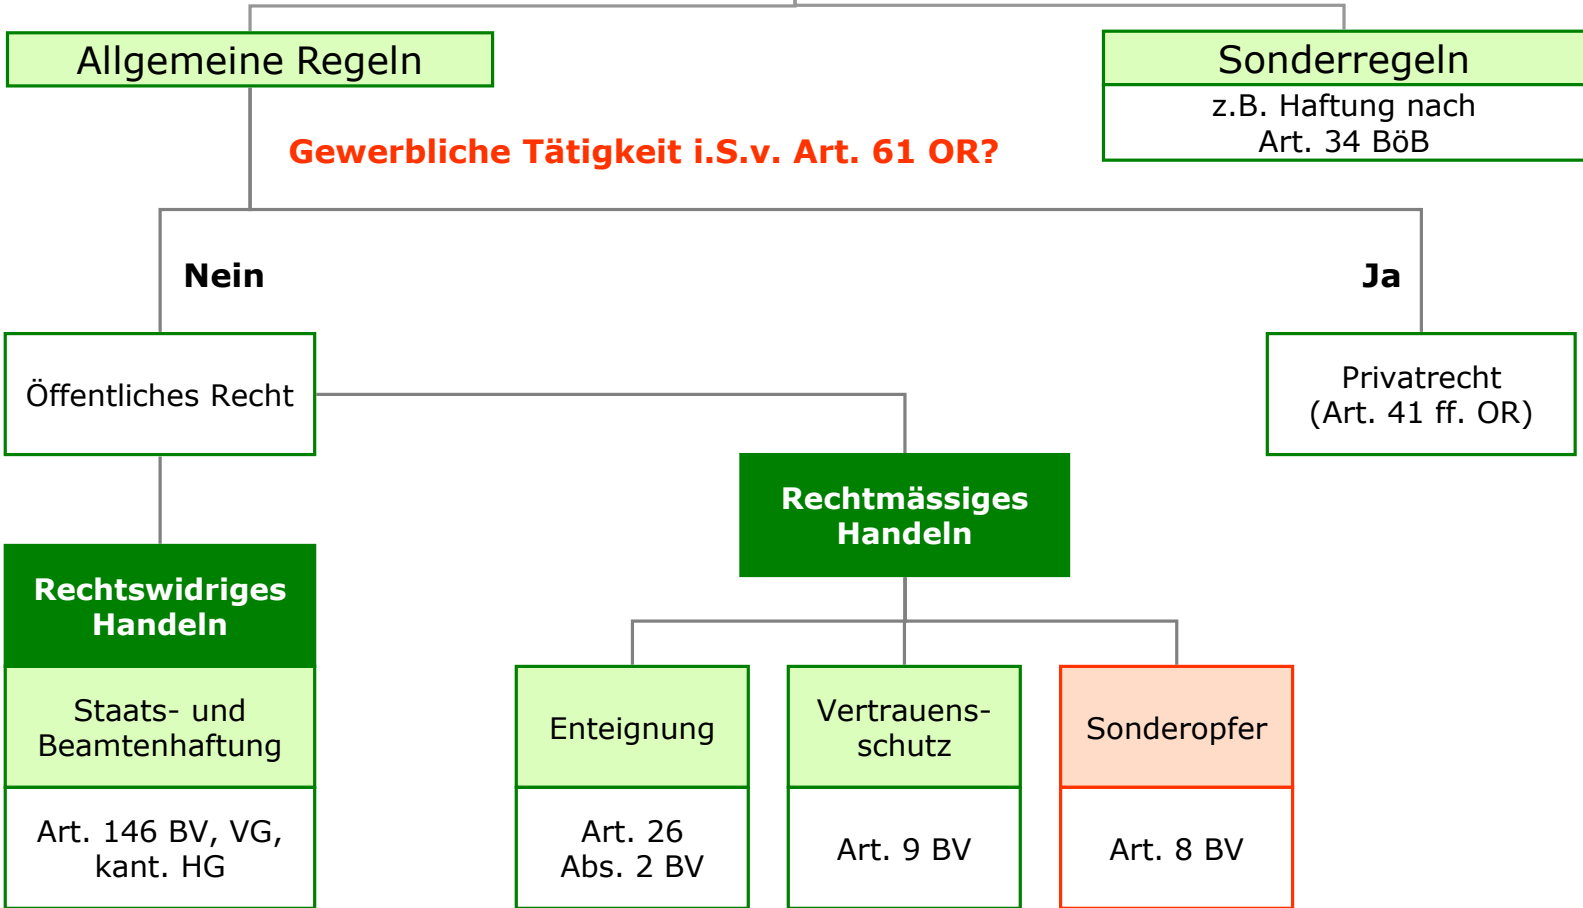 Allgemeine Regeln
Sonderregeln
z.B. Haftung nach
Art. 34 BöB
Gewerbliche Tätigkeit i.S.v. Art. 61 OR?
Nein
Ja
Öffentliches Recht
Privatrecht
(Art. 41 ff. OR)
Rechtmässiges
Handeln
Rechtswidriges
Handeln
Staats- und
Beamtenhaftung
Art. 146 BV, VG,
kant. HG
Enteignung
Art. 26
Abs. 2 BV
Vertrauens-
schutz
Art. 9 BV
Sonderopfer
Art. 8 BV